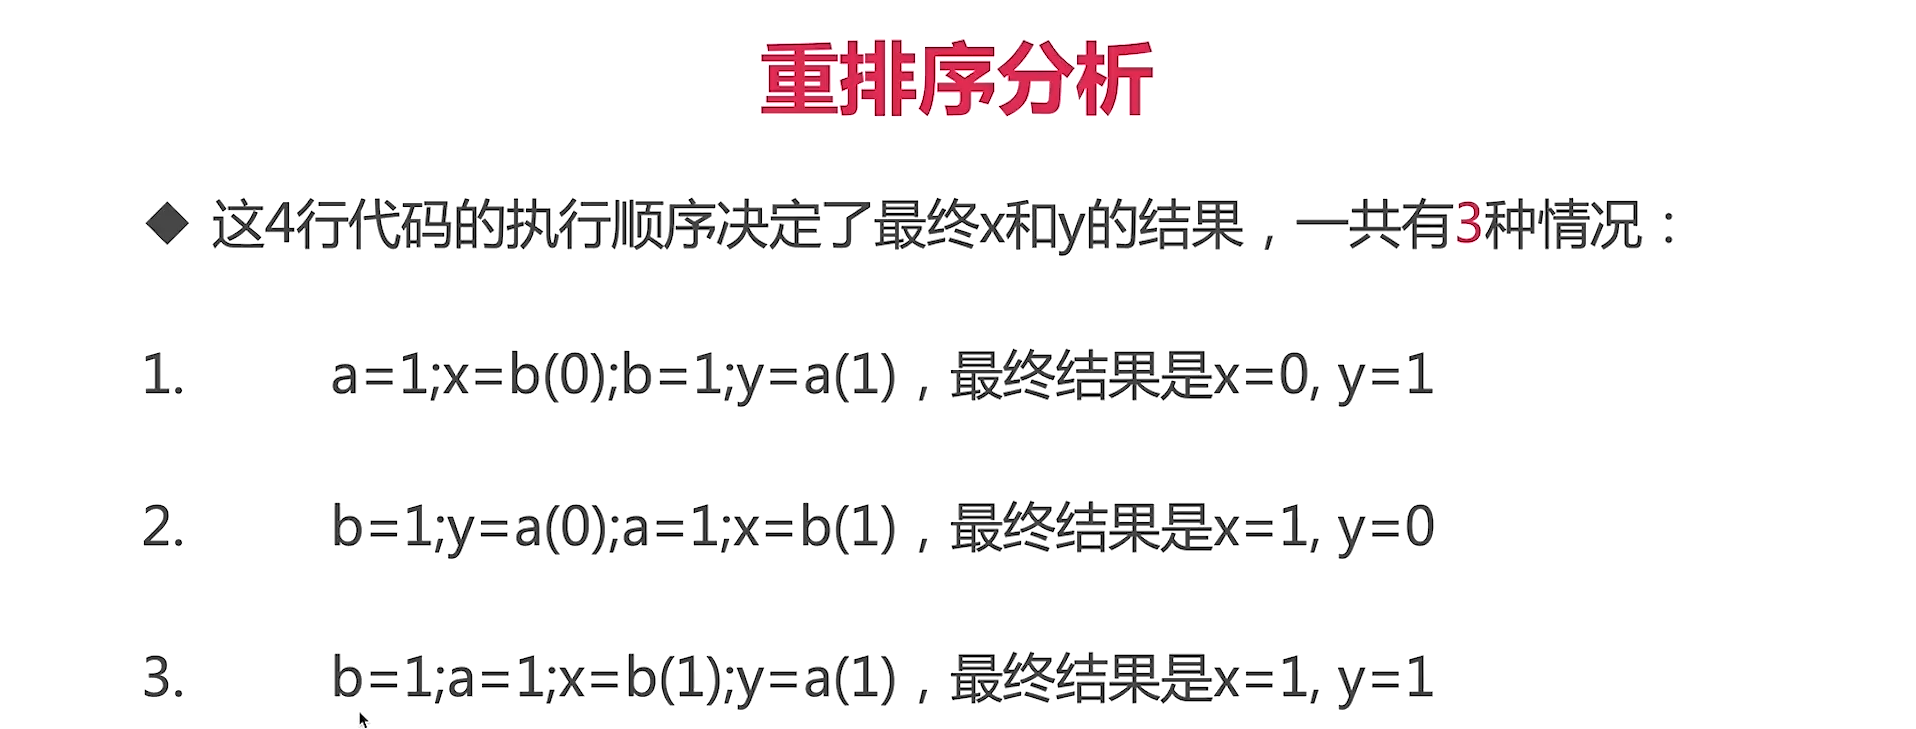 重排序分析
◆ 这4行代码的执行顺序决定了最终x和y的结果，一共有3种情况：
1. a=1;x=b(0);b=1;y=a(1)，最终结果是x=0, y=1
2. b=1;y=a(0);a=1;x=b(1)，最终结果是x=1, y=0
3. b=1;a=1;x=b(1);y=a(1)，最终结果是x=1, y=1